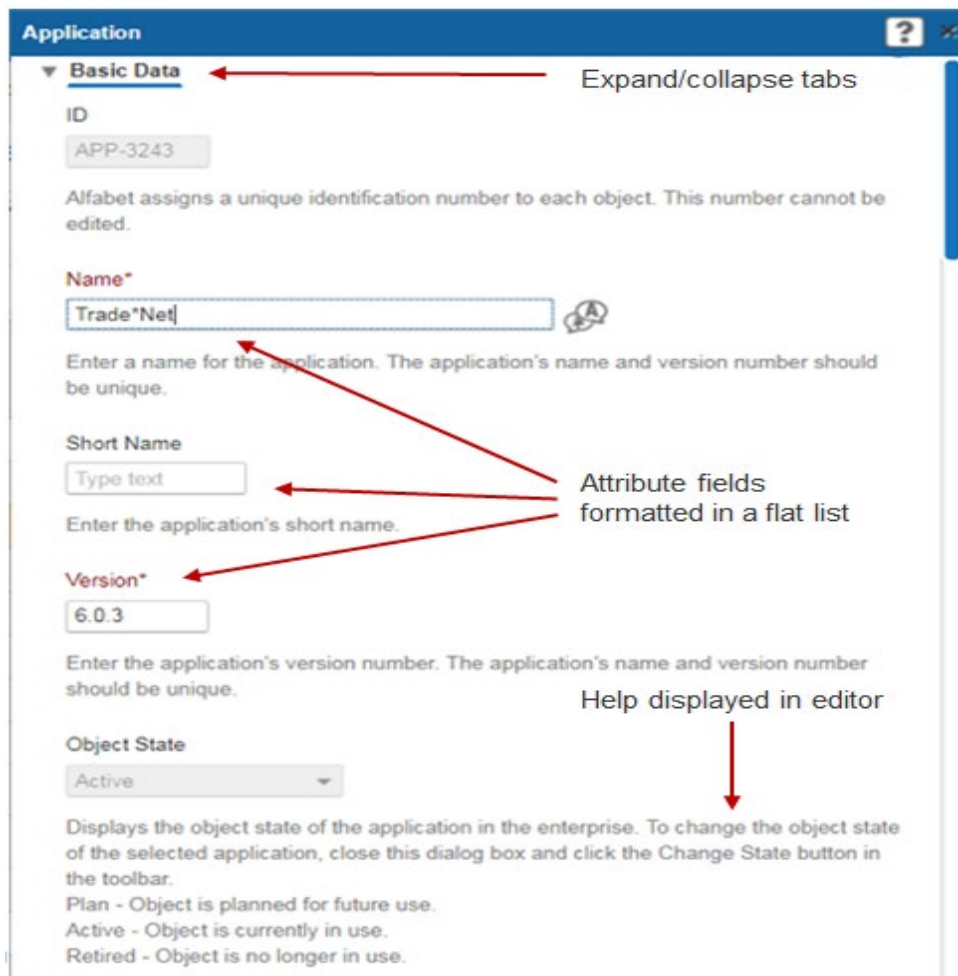 Application ?
Basic Data
Expand/collapse tabs
ID
APP-3243
Alfabet assigns a unique identification number to each object. This number cannot be
edited.
Name*
Trade*Net
Enter a name for the application. The application's name and version number should
be unique.
Short Name
Type text
Attribute fields
formatted in a flat list
Enter the application's short name.
Version*
6.0.3
Enter the application's version number. The application's name and version number
should be unique.
Help displayed in editor
Object State
Active
Displays the object state of the application in the enterprise. To change the object state
of the selected application, close this dialog box and click the Change State button in
the toolbar.
Plan - Object is planned for future use.
Active - Object is currently in use.
Retired - Object is no longer in use.